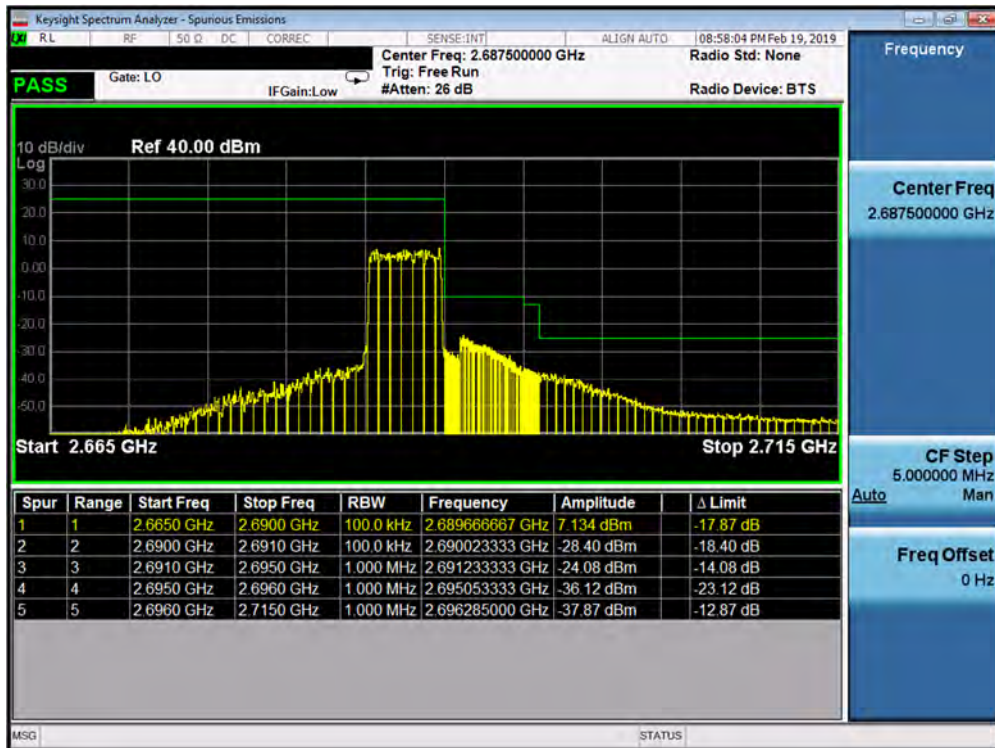 Keysight Spectrum Analyzer - Spurious Emissions
LXI RL RF 50 Ω DC CORREC SENSE:INT ALIGN AUTO 08:58:04 PM Feb 19, 2019
Center Freq: 2.687500000 GHz Radio Std: None
PASS Gate: LO Trig: Free Run
IFGain:Low #Atten: 26 dB Radio Device: BTS
10 dB/div Ref 40.00 dBm
Log
30.0
20.0
10.0
0.00
-10.0
-20.0
-30.0
-40.0
-50.0
Start 2.665 GHz Stop 2.715 GHz
Spur Range Start Freq Stop Freq RBW Frequency Amplitude Δ Limit
1 1 2.6650 GHz 2.6900 GHz 100.0 kHz 2.689666667 GHz 7.134 dBm -17.87 dB
2 2 2.6900 GHz 2.6910 GHz 100.0 kHz 2.690023333 GHz -28.40 dBm -18.40 dB
3 3 2.6910 GHz 2.6950 GHz 1.000 MHz 2.691233333 GHz -24.08 dBm -14.08 dB
4 4 2.6950 GHz 2.6960 GHz 1.000 MHz 2.695053333 GHz -36.12 dBm -23.12 dB
5 5 2.6960 GHz 2.7150 GHz 1.000 MHz 2.696285000 GHz -37.87 dBm -12.87 dB
MSG STATUS
Frequency
Center Freq
2.687500000 GHz
CF Step
5.000000 MHz
Auto Man
Freq Offset
0 Hz